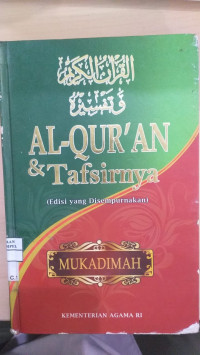 القرآن الكريم
وتفسيره
AL-QUR'AN
& Tafsirnya
(Edisi yang Disempurnakan)
MUKADIMAH
KEMENTERIAN AGAMA RI